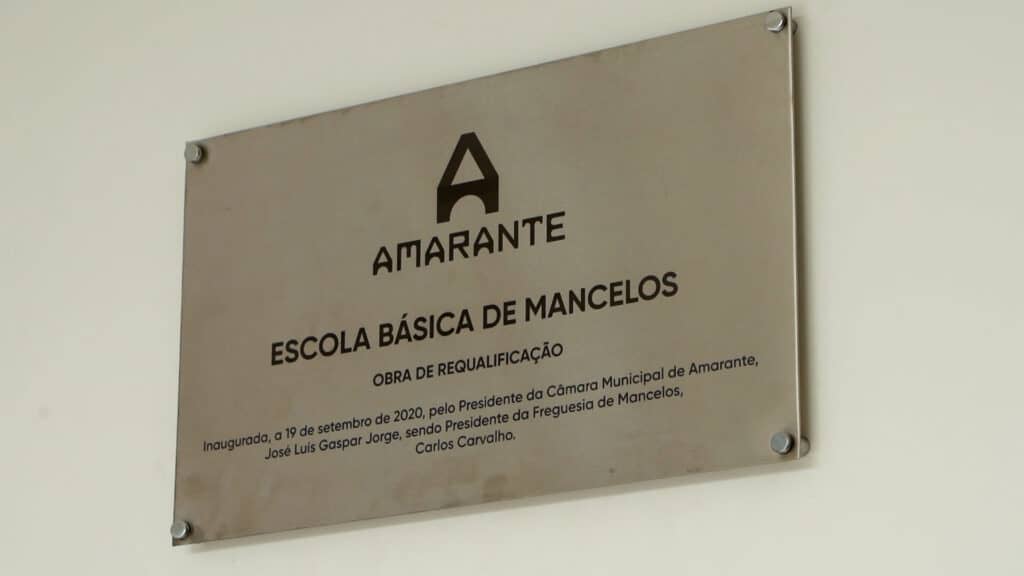 AMARANTE
ESCOLA BÁSICA DE MANCELOS
OBRA DE REQUALIFICAÇÃO
Inaugurada, a 19 de setembro de 2020, pelo Presidente da Câmara Municipal de Amarante,
José Luís Gaspar Jorge, sendo Presidente da Freguesia de Mancelos,
Carlos Carvalho.